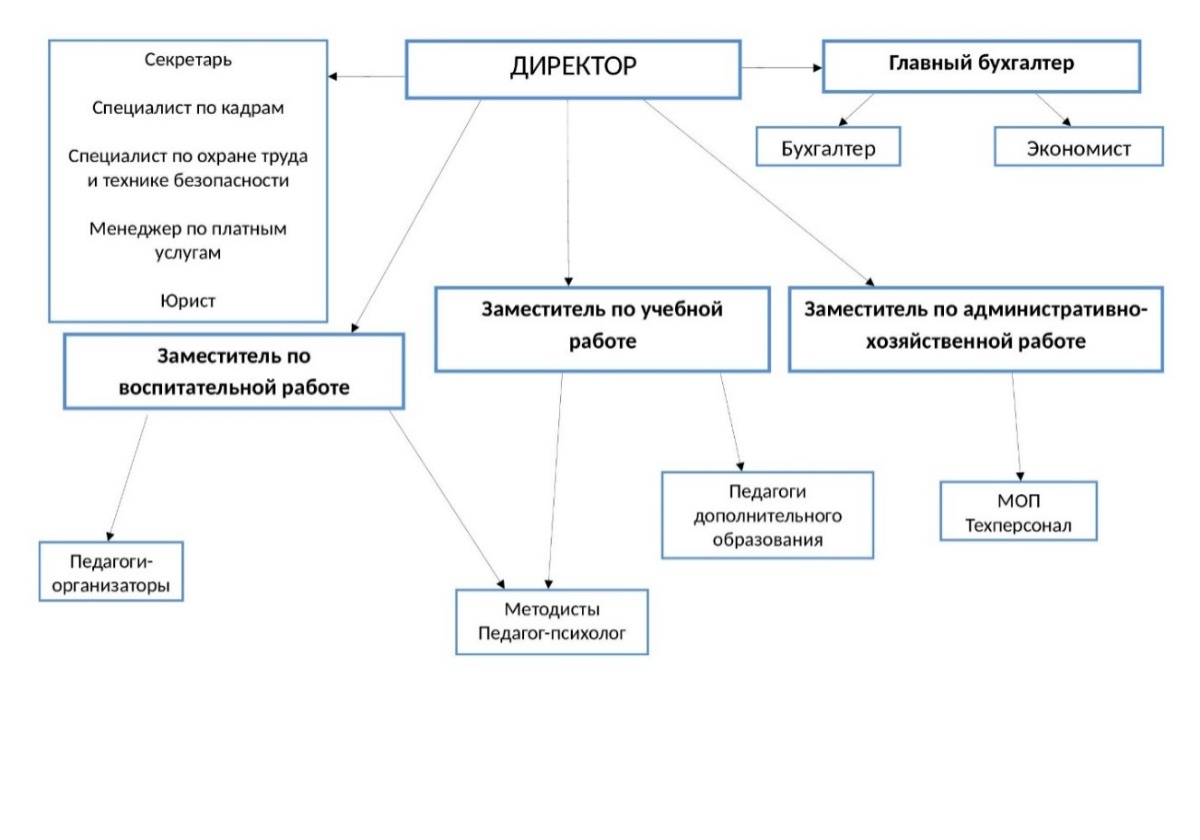 Секретарь
Специалист по кадрам
Специалист по охране труда
и технике безопасности
Менеджер по платным
услугам
Юрист
ДИРЕКТОР
Главный бухгалтер
Бухгалтер
Экономист
Заместитель по
воспитательной работе
Заместитель по учебной
работе
Заместитель по административно-
хозяйственной работе
Педагоги-
организаторы
Методисты
Педагог-психолог
Педагоги
дополнительного
образования
МОП
Техперсонал